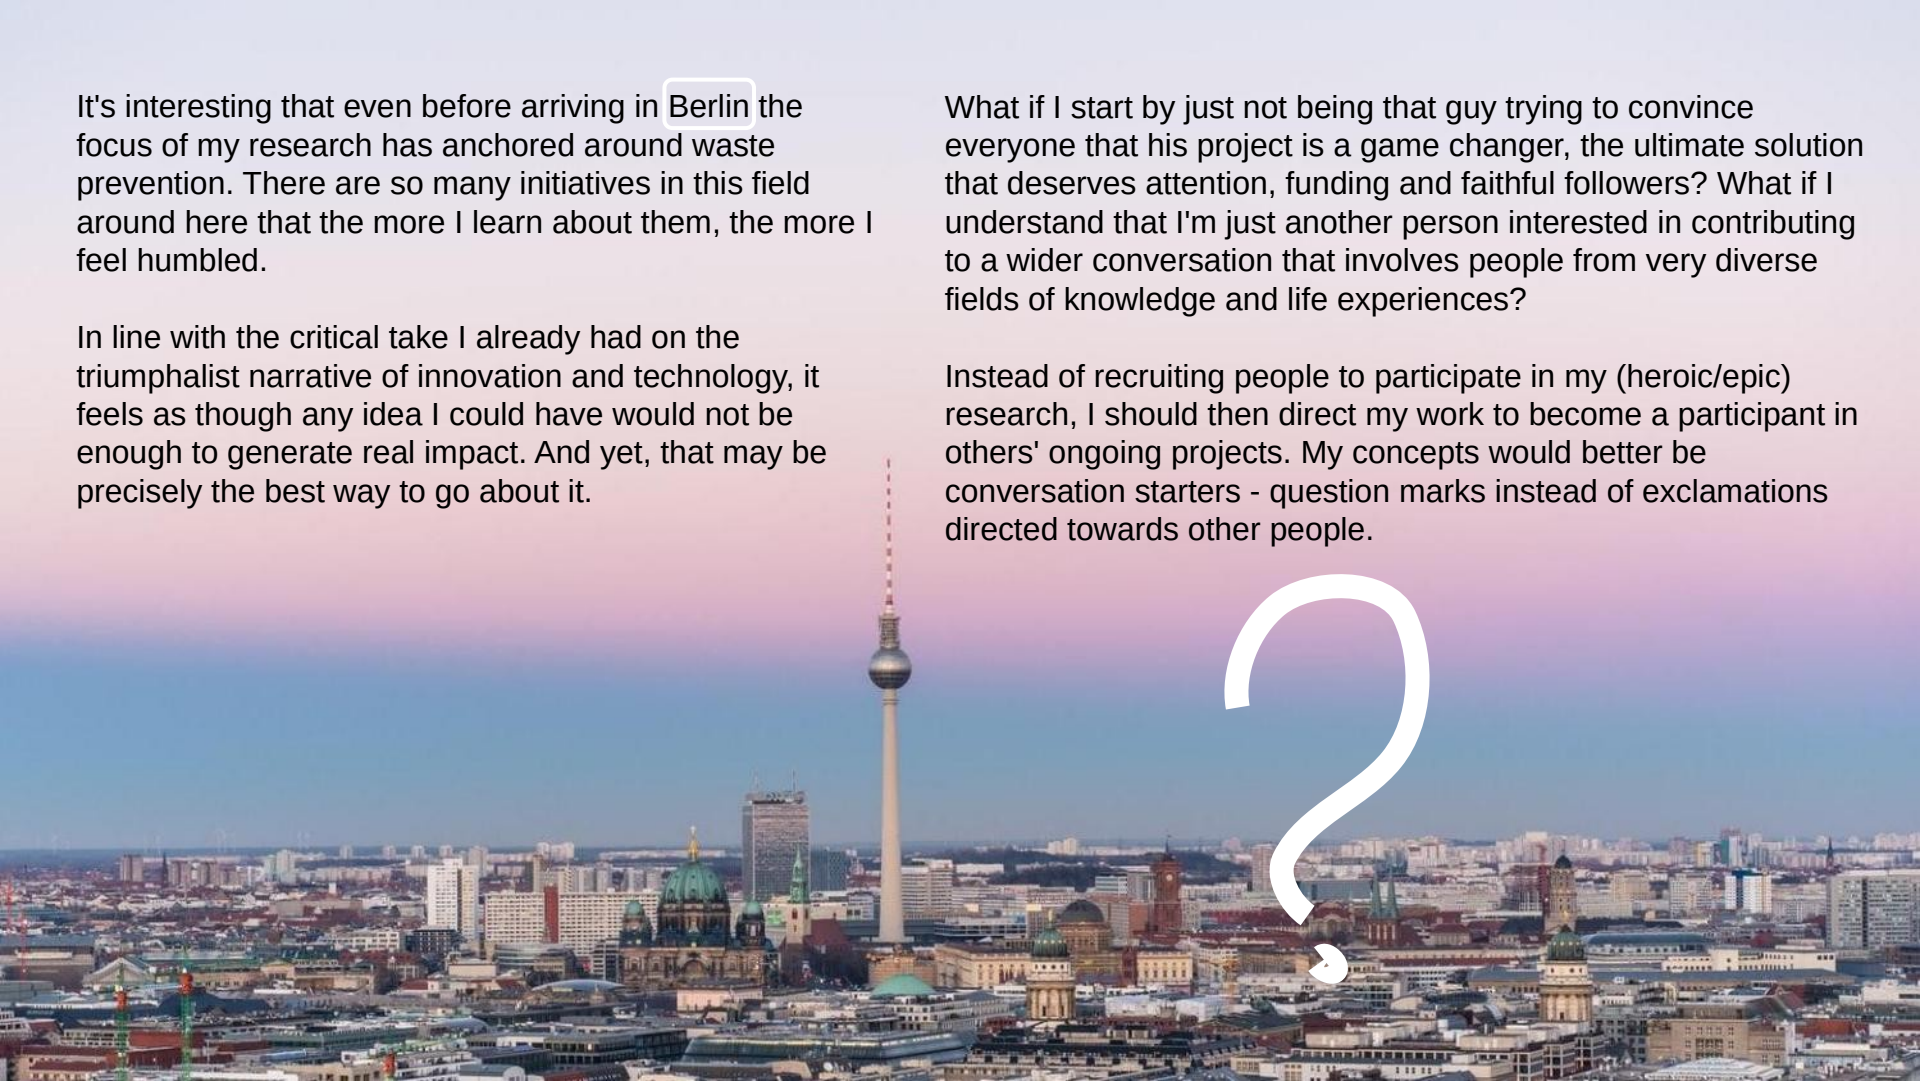 It's interesting that even before arriving in Berlin the
focus of my research has anchored around waste
prevention. There are so many initiatives in this field
around here that the more I learn about them, the more I
feel humbled.
In line with the critical take I already had on the
triumphalist narrative of innovation and technology, it
feels as though any idea I could have would not be
enough to generate real impact. And yet, that may be
precisely the best way to go about it.
What if I start by just not being that guy trying to convince
everyone that his project is a game changer, the ultimate solution
that deserves attention, funding and faithful followers? What if I
understand that I'm just another person interested in contributing
to a wider conversation that involves people from very diverse
fields of knowledge and life experiences?
Instead of recruiting people to participate in my (heroic/epic)
research, I should then direct my work to become a participant in
others' ongoing projects. My concepts would better be
conversation starters - question marks instead of exclamations
directed towards other people.
?